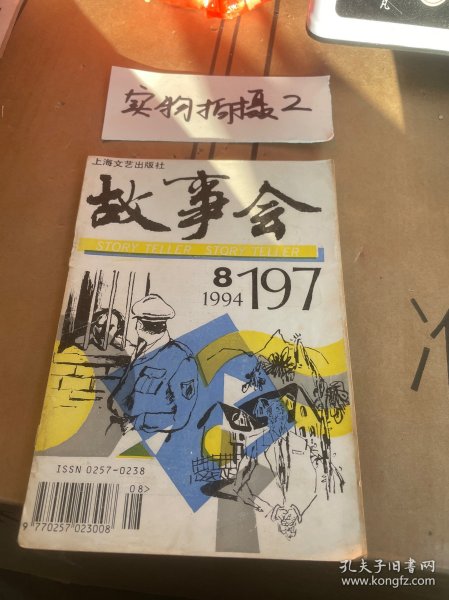 实物拍摄2
上海文艺出版社
故事会
STORY TELLER STORY TELLER
8
1994
197
ISSN 0257-0238
08>
9 770257 023008
孔夫子旧书网
www.kongfz.com